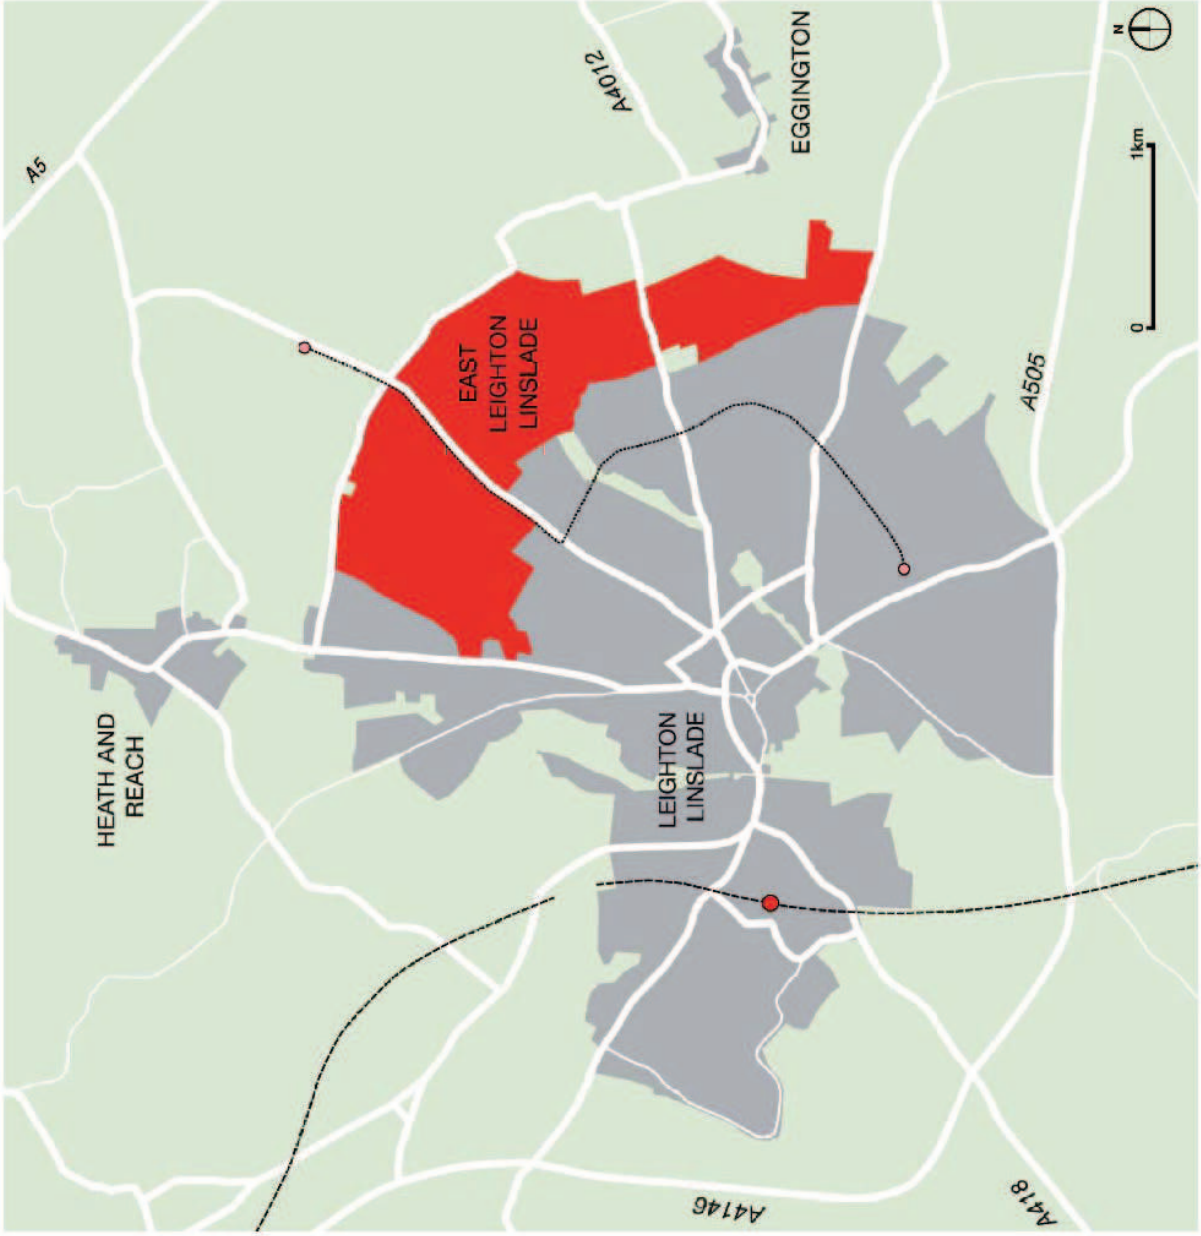 A5
A4012
EGGINGTON
N
1km
0
EAST
LEIGHTON
LINSLADE
A505
HEATH AND
REACH
LEIGHTON
LINSLADE
A4146
A418